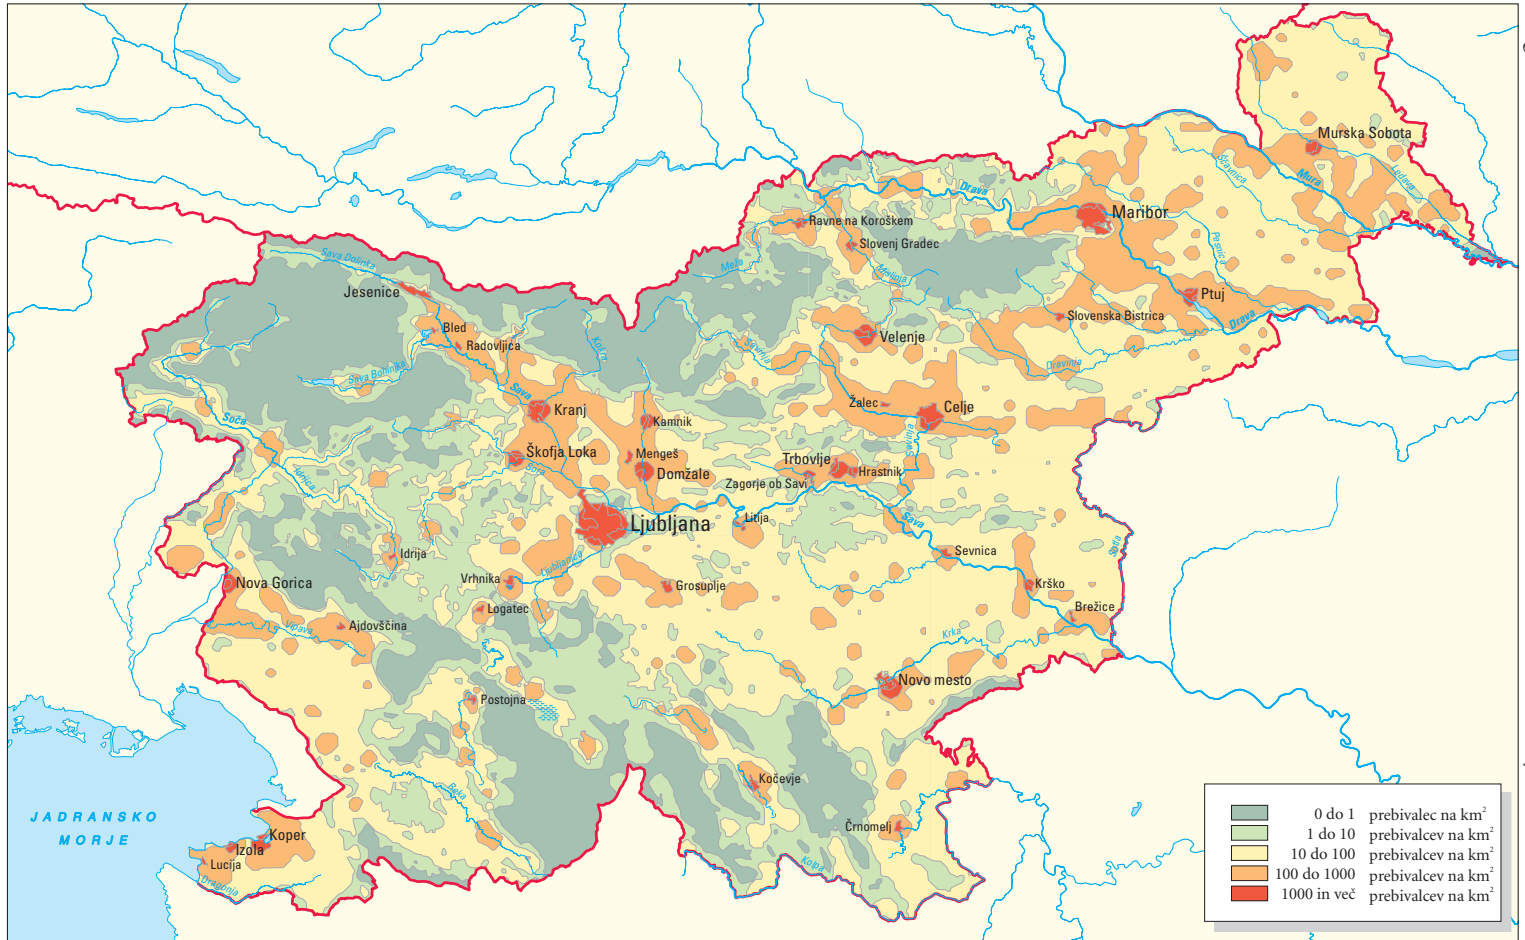 Murska Sobota
Ščavnica
Ledava
Mura
Drava
Maribor
Ravne na Koroškem
Slovenj Gradec
Pesnica
Mislinja
Meža
Sava Dolinka
Jesenice
Ptuj
Slovenska Bistrica
Drava
Bled
Radovljica
Velenje
Kokra
Savinja
Dravinja
Sava Bohinjka
Sava
Soča
Kranj
Žalec
Celje
Kamnik
Savinja
Škofja Loka
Mengeš
Domžale
Sora
Trbovlje
Hrastnik
Zagorje ob Savi
Idrijca
Ljubljana
Litija
Sava
Sotla
Idrija
Ljubljanica
Sevnica
Nova Gorica
Vrhnika
Grosuplje
Krško
Logatec
Brežice
Vipava
Ajdovščina
Krka
Novo mesto
Postojna
Kočevje
Reka
JADRANSKO
MORJE
Koper
Izola
Lucija
Dragonja
Črnomelj
Kolpa
0 do 1 prebivalec na km²
1 do 10 prebivalcev na km²
10 do 100 prebivalcev na km²
100 do 1000 prebivalcev na km²
1000 in več prebivalcev na km²